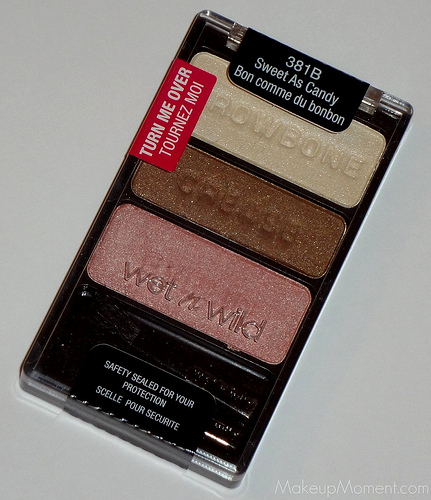 381B
Sweet As Candy
Bon comme du bonbon
TURN ME OVER
TOURNEZ MOI
BROWBONE
CREASE
wet n wild
SAFETY SEALED FOR YOUR
PROTECTION
SCELLE POUR SECURITE
MakeupMoment.com